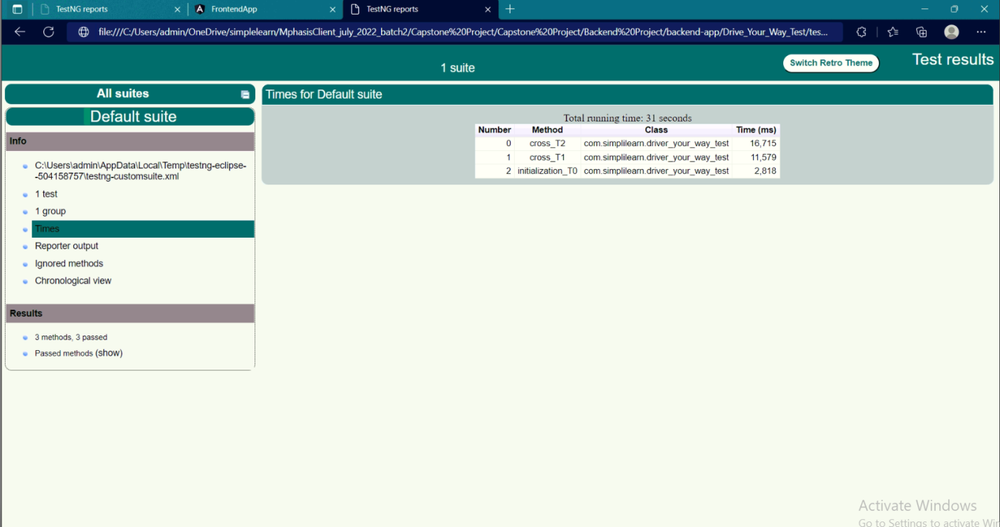 TestNG reports
FrontendApp
TestNG reports
file:///C:/Users/admin/OneDrive/simplelearn/MphasisClient_july_2022_batch2/Capstone%20Project/Capstone%20Project/Backend%20Project/backend-app/Drive_Your_Way_Test/tes...
1 suite
Switch Retro Theme
Test results
All suites
Default suite
Info
C:\Users\admin\AppData\Local\Temp\testng-eclipse-
-504158757\testng-customsuite.xml
1 test
1 group
Times
Reporter output
Ignored methods
Chronological view
Results
3 methods, 3 passed
Passed methods (show)
Times for Default suite
Total running time: 31 seconds
Number Method Class Time (ms)
0 cross_T2 com.simplilearn.driver_your_way_test 16,715
1 cross_T1 com.simplilearn.driver_your_way_test 11,579
2 initialization_T0 com.simplilearn.driver_your_way_test 2,818
Activate Windows
Go to Settings to activate Win